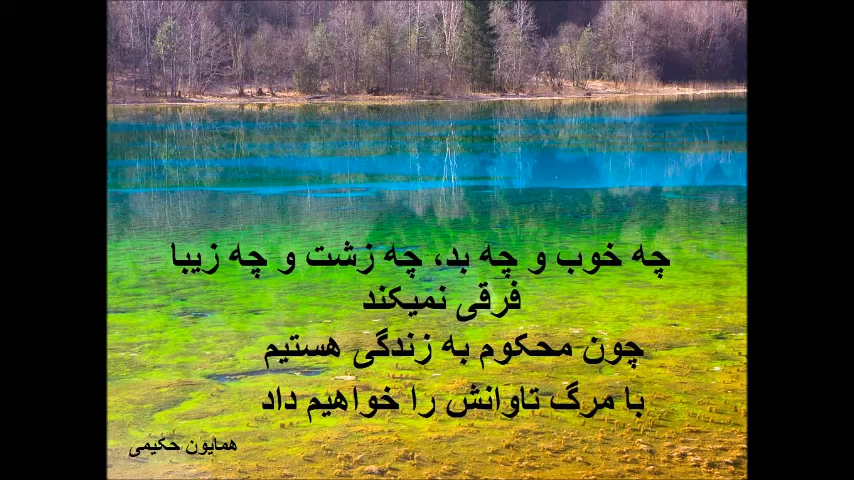 چه خوب و چه بد، چه زشت و چه زیبا
فرقی نمیکند
چون محکوم به زندگی هستیم
با مرگ تاوانش را خواهیم داد
همایون حکیمی